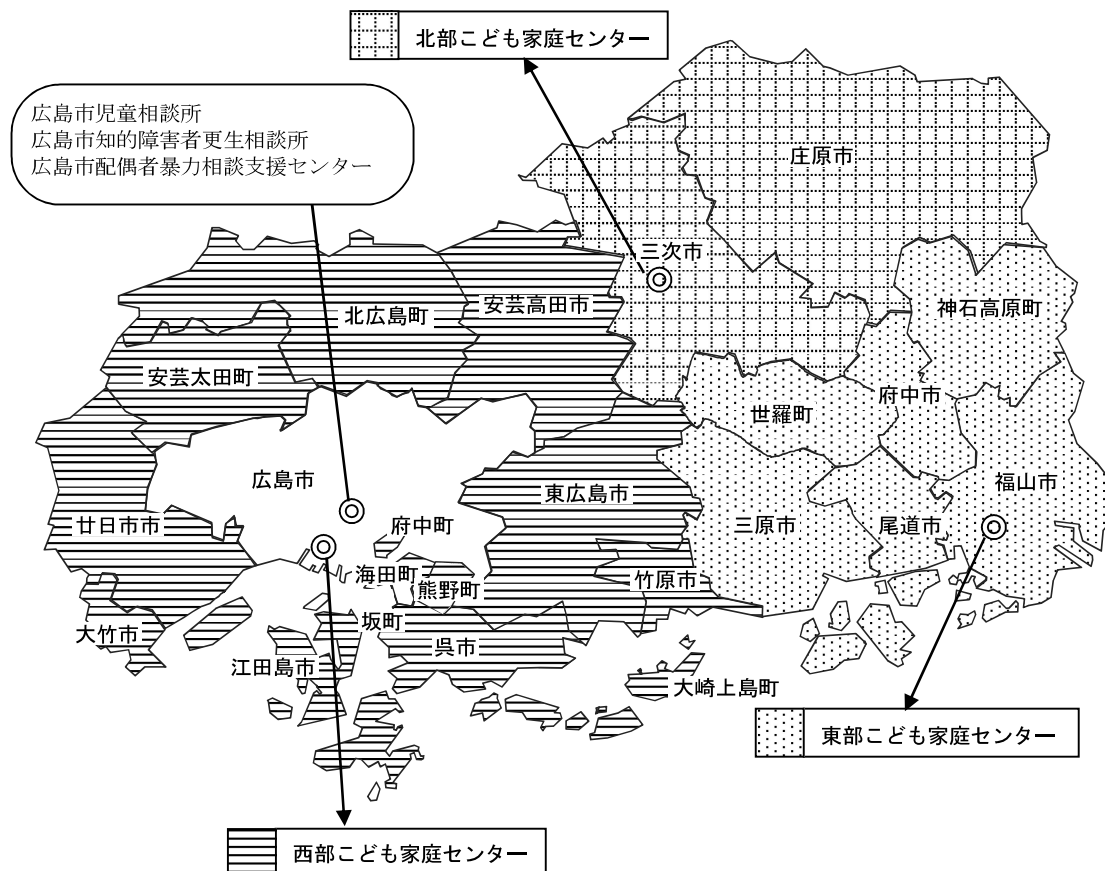 北部こども家庭センター
広島市児童相談所
広島市知的障害者更生相談所
広島市配偶者暴力相談支援センター
庄原市
三次市
神石高原町
安芸高田市
北広島町
安芸太田町
府中市
世羅町
広島市
福山市
東広島市
廿日市市
府中町
三原市
尾道市
海田町
熊野町
竹原市
坂町
大竹市
呉市
江田島市
大崎上島町
東部こども家庭センター
西部こども家庭センター